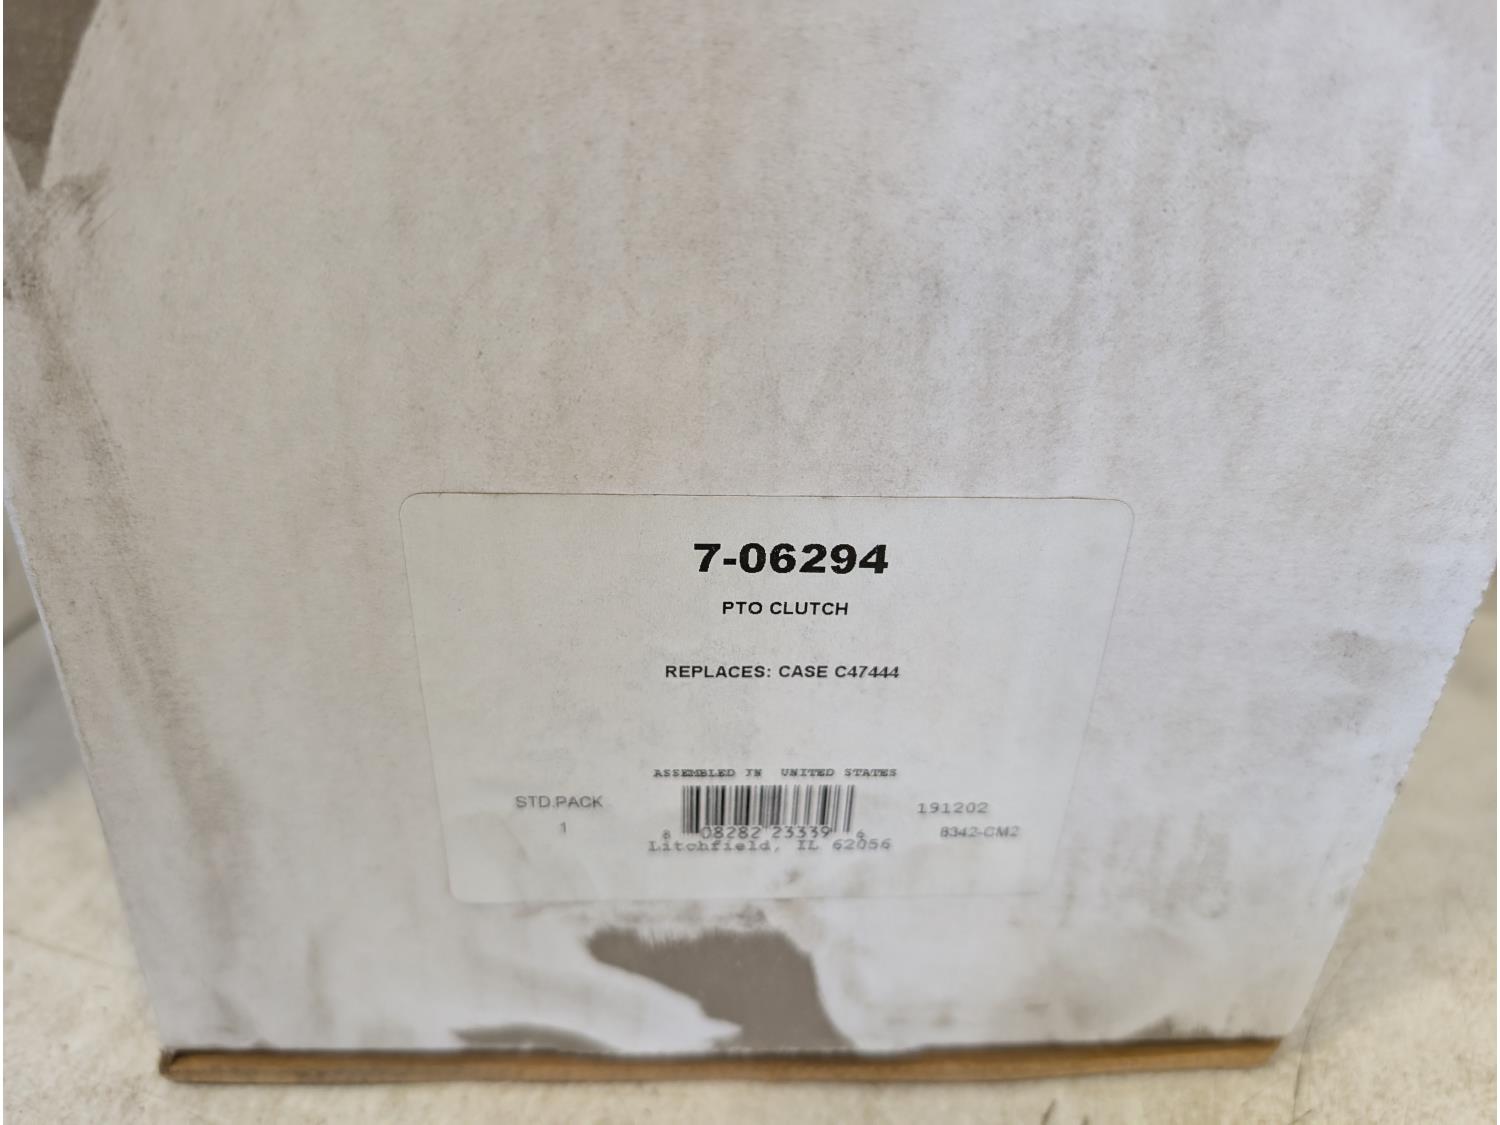 7-06294
PTO CLUTCH
REPLACES: CASE C47444
ASSEMBLED IN UNITED STATES
STD.PACK
1
8 08282 23339 6
Litchfield, IL 62056
191202
8342-CM2